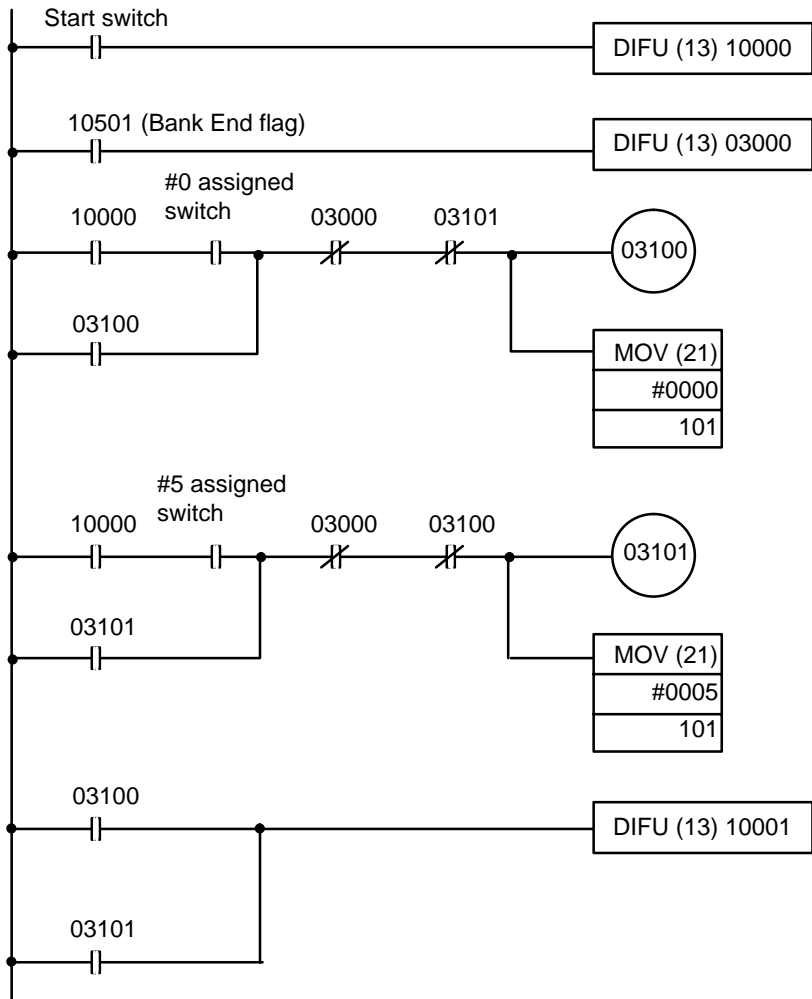 Start switch
DIFU (13) 10000
10501 (Bank End flag)
DIFU (13) 03000
#0 assigned
switch
10000
03000
03101
03100
03100
MOV (21)
#0000
101
#5 assigned
switch
10000
03000
03100
03101
03101
MOV (21)
#0005
101
03100
DIFU (13) 10001
03101